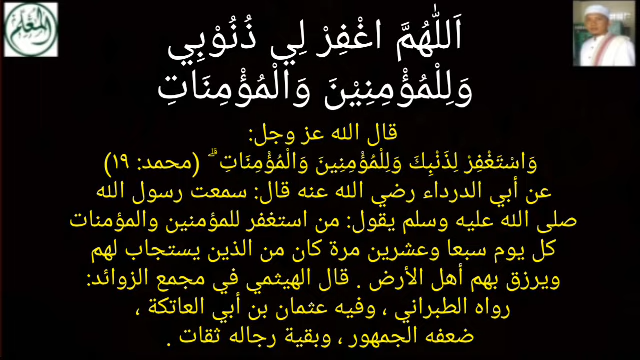 اَللّٰهُمَّ اغْفِرْ لِي ذُنُوْبِي
وَلِلْمُؤْمِنِيْنَ وَالْمُؤْمِنَاتِ
قال الله عز وجل:
وَاسْتَغْفِرْ لِذَنْبِكَ وَلِلْمُؤْمِنِينَ وَالْمُؤْمِنَاتِ ۗ (محمد: ١٩)
عن أبي الدرداء رضي الله عنه قال: سمعت رسول الله
صلى الله عليه وسلم يقول: من استغفر للمؤمنين والمؤمنات
كل يوم سبعا وعشرين مرة كان من الذين يستجاب لهم
ويرزق بهم أهل الأرض . قال الهيثمي في مجمع الزوائد:
رواه الطبراني ، وفيه عثمان بن أبي العاتكة ،
ضعفه الجمهور ، وبقية رجاله ثقات .